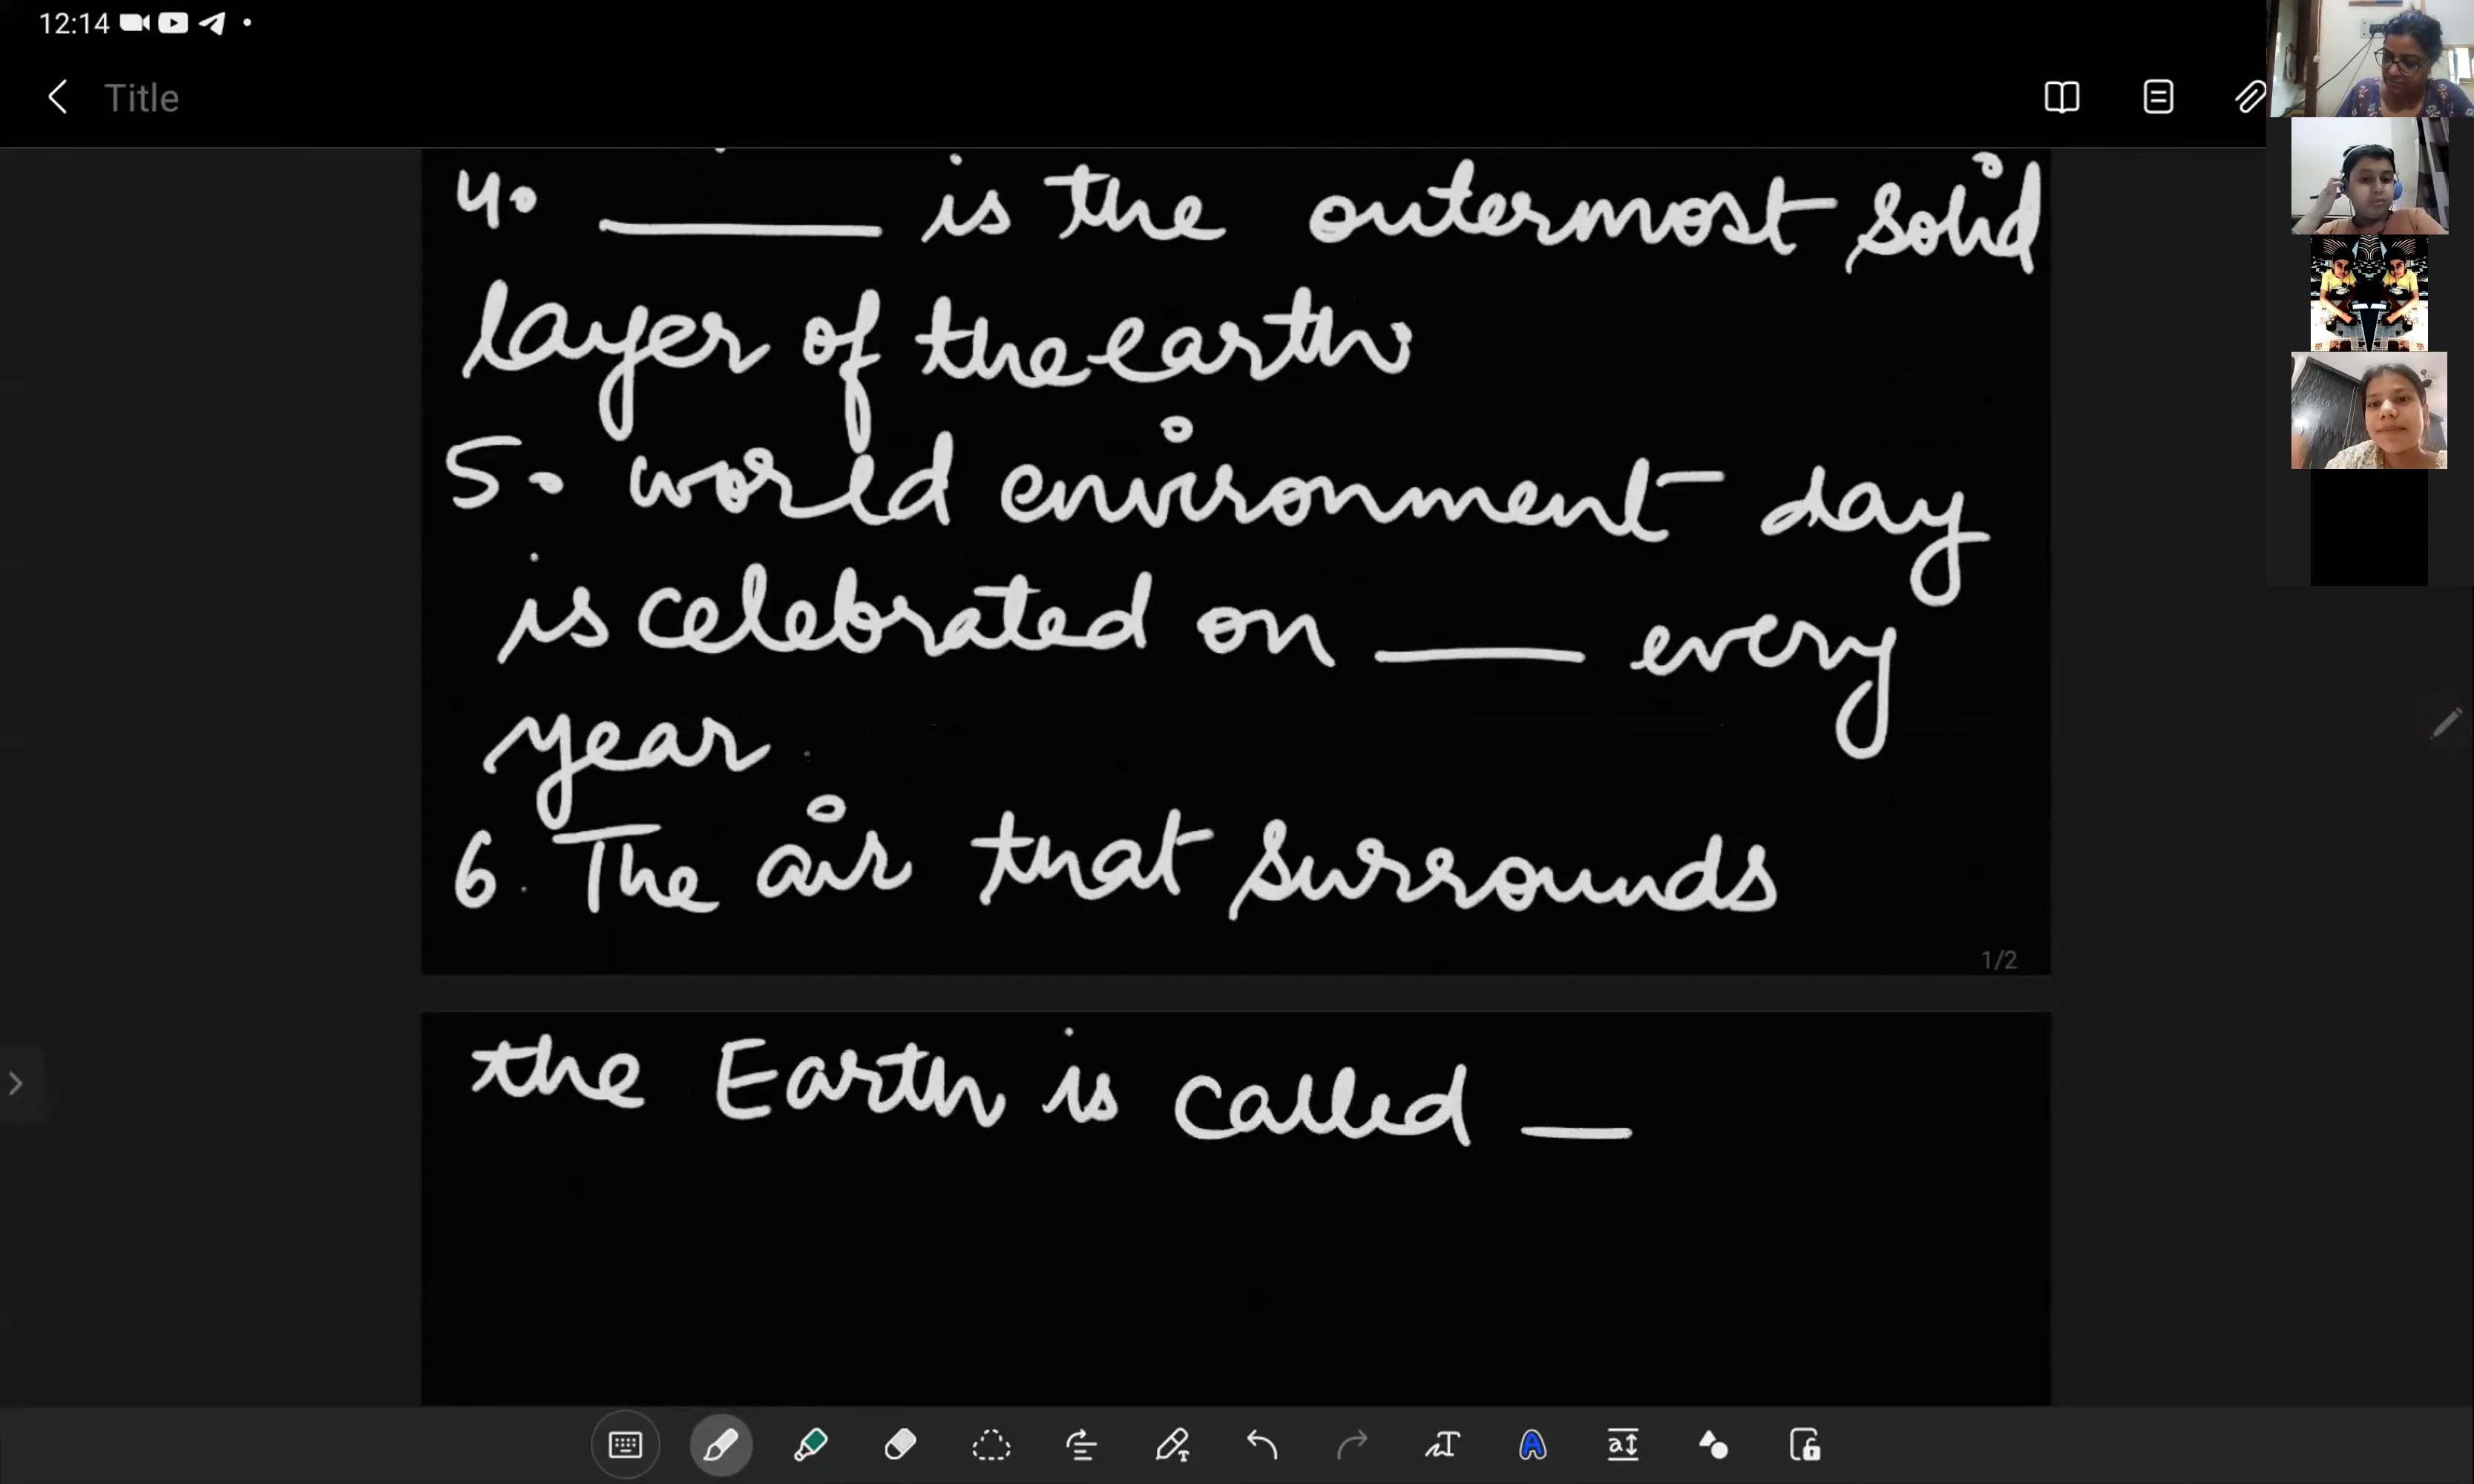 12:14
Title
4. ______ is the outermost solid
layer of the earth.
5. world environment day
is celebrated on ____ every
year.
6. The air that surrounds
1/2
the Earth is called __